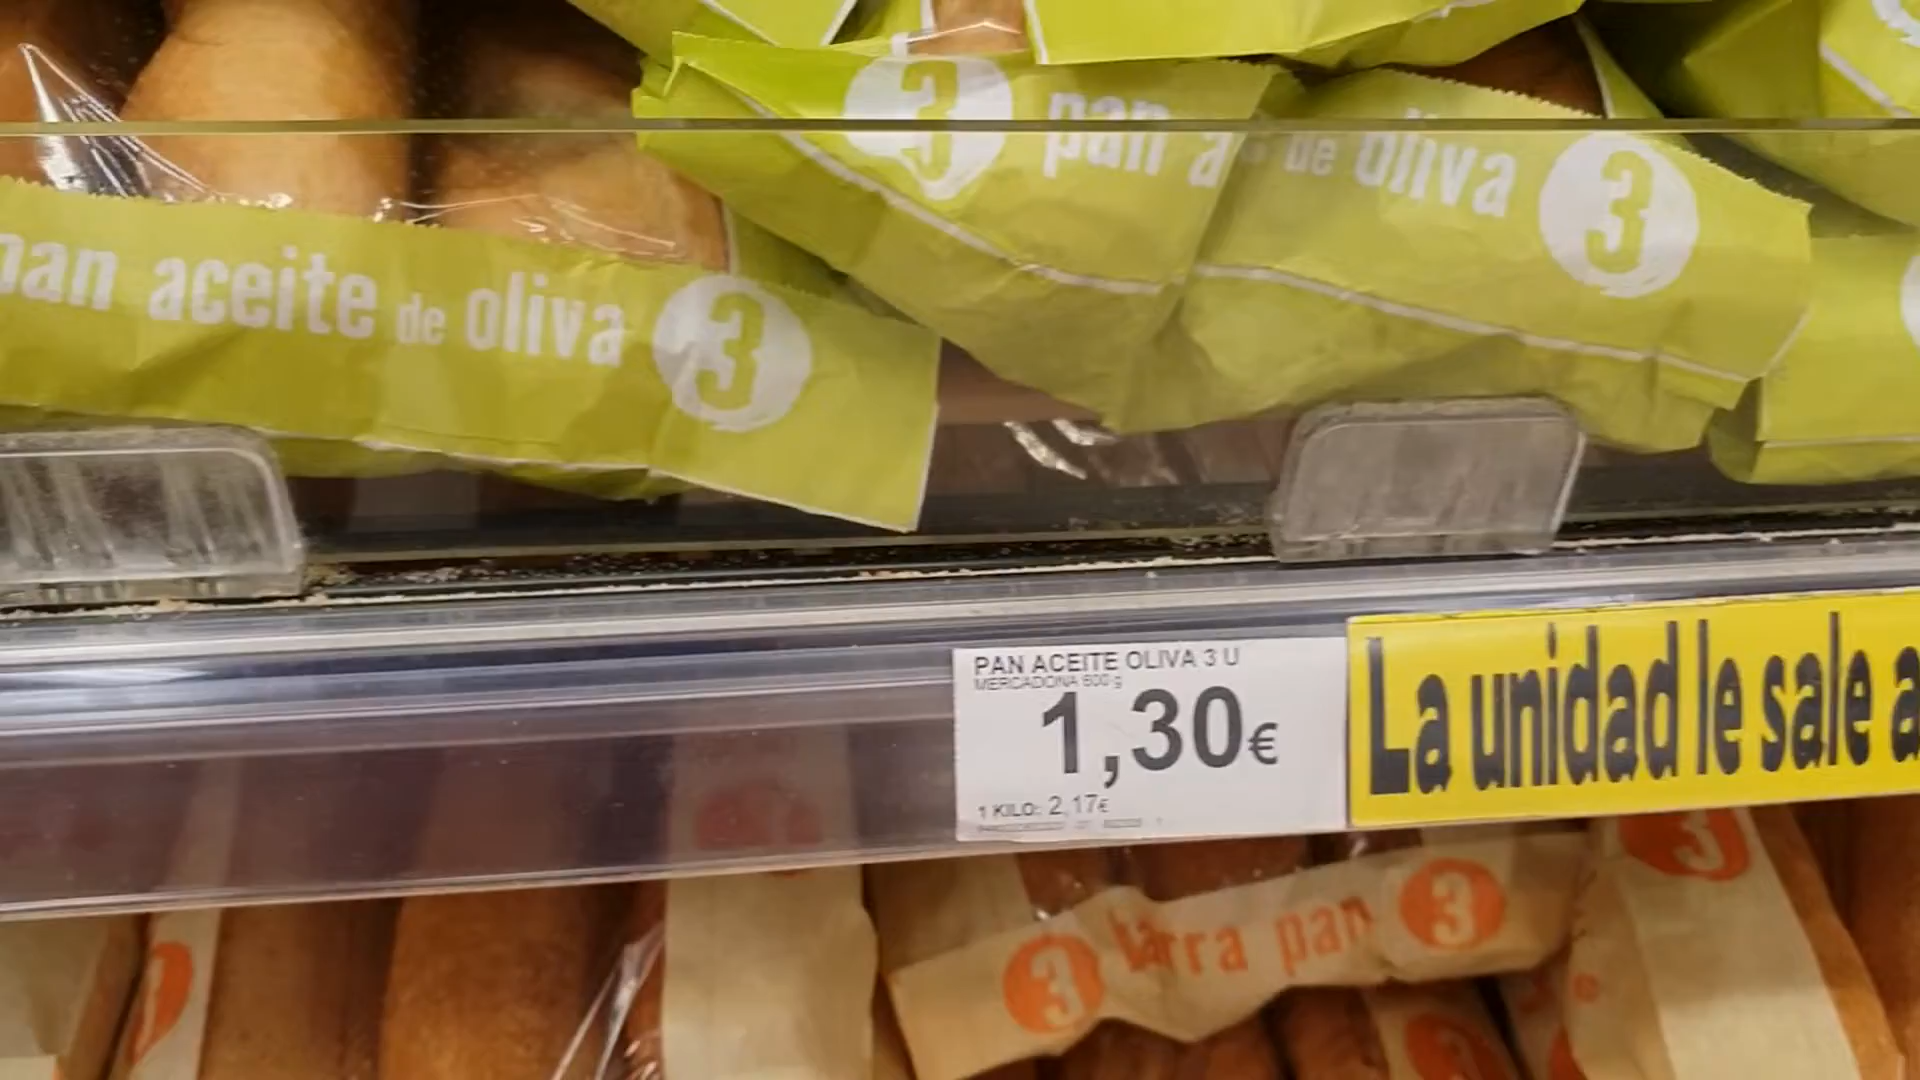 3 pan a
de oliva 3
pan aceite de oliva 3
PAN ACEITE OLIVA 3 U
MERCADONA 600 g
1,30€
1 KILO: 2,17€
La unidad le sale a
3
3 barra pan 3